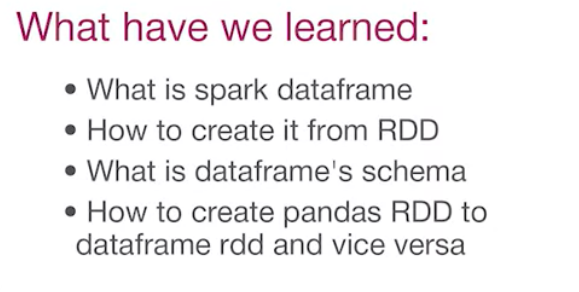 What have we learned:
• What is spark dataframe
• How to create it from RDD
• What is dataframe's schema
• How to create pandas RDD to
dataframe rdd and vice versa